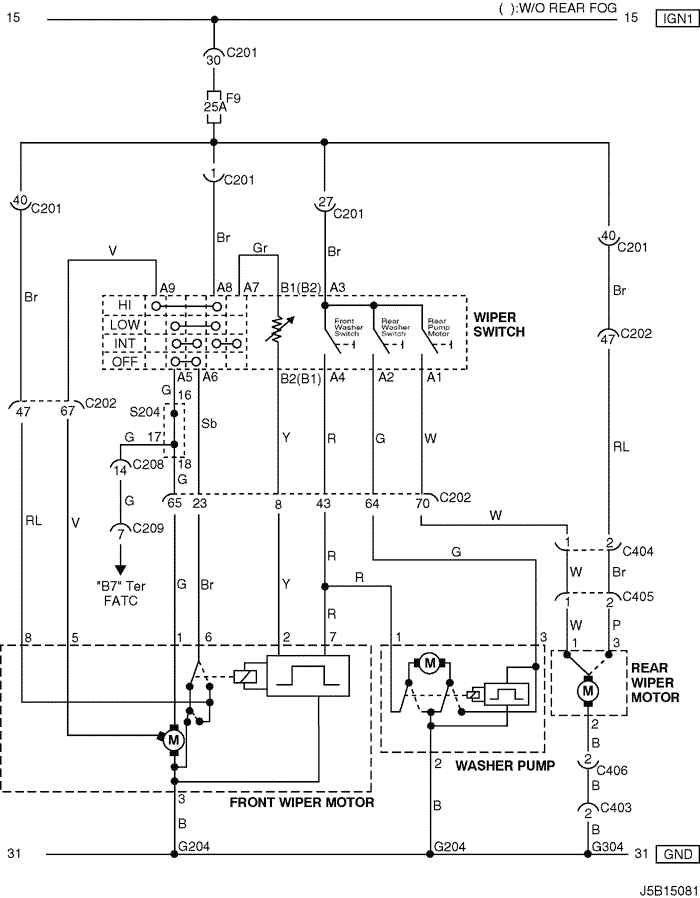 ( ):W/O REAR FOG
15 15 IGN1
30 C201
F9
25A
40 C201
1 C201
27 C201
40 C201
Br
Br
Br
Br
V
Gr
A9 A8 A7 B1(B2) A3
HI
LOW
INT
OFF
Front Washer Switch
Rear Washer Switch
Rear Pump Motor
WIPER SWITCH
47 C202
A5 A6 B2(B1) A4 A2 A1
47 67 C202
G 16
S204
G 17
18
G
Sb
Y R G W
RL
14 C208
G
7 C209
"B7" Ter
FATC
65 23 8 43 64 70 C202
RL V G Br Y R
R
R
G
W
1 2 C404
W Br
1 2 C405
W P
8 5 1 6 2 7
1 3
1 3
M
M
M
REAR
WIPER
MOTOR
WASHER PUMP
FRONT WIPER MOTOR
3
B
2
B
2
B
2 C406
B
2 C403
B
31 G204 G204 G304 31 GND
J5B15081